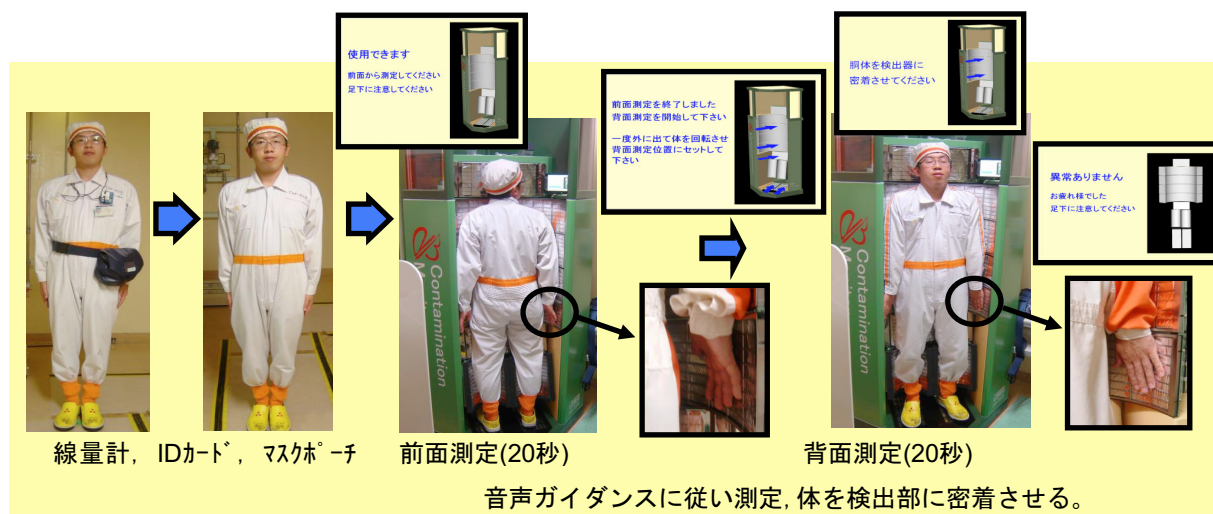 使用できます
前面から測定してください
足下に注意してください
前面測定を終了しました
背面測定を開始して下さい
一度外に出て体を回転させ
背面測定位置にセットして
下さい
胴体を検出器に
密着させてください
異常ありません
お疲れ様でした
足下に注意してください
Contamination
Contamination
線量計, IDｶｰﾄﾞ, ﾏｽｸﾎﾟｰﾁ
前面測定(20秒)
背面測定(20秒)
音声ガイダンスに従い測定, 体を検出部に密着させる。